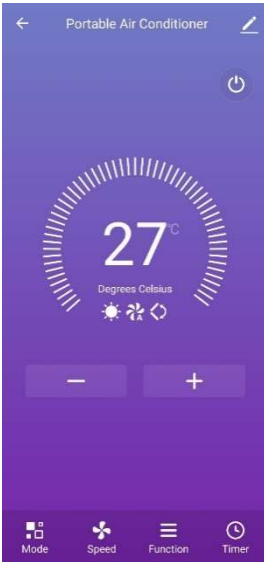 Portable Air Conditioner
27°C
Degrees Celsius
A
− +
Mode Speed Function Timer